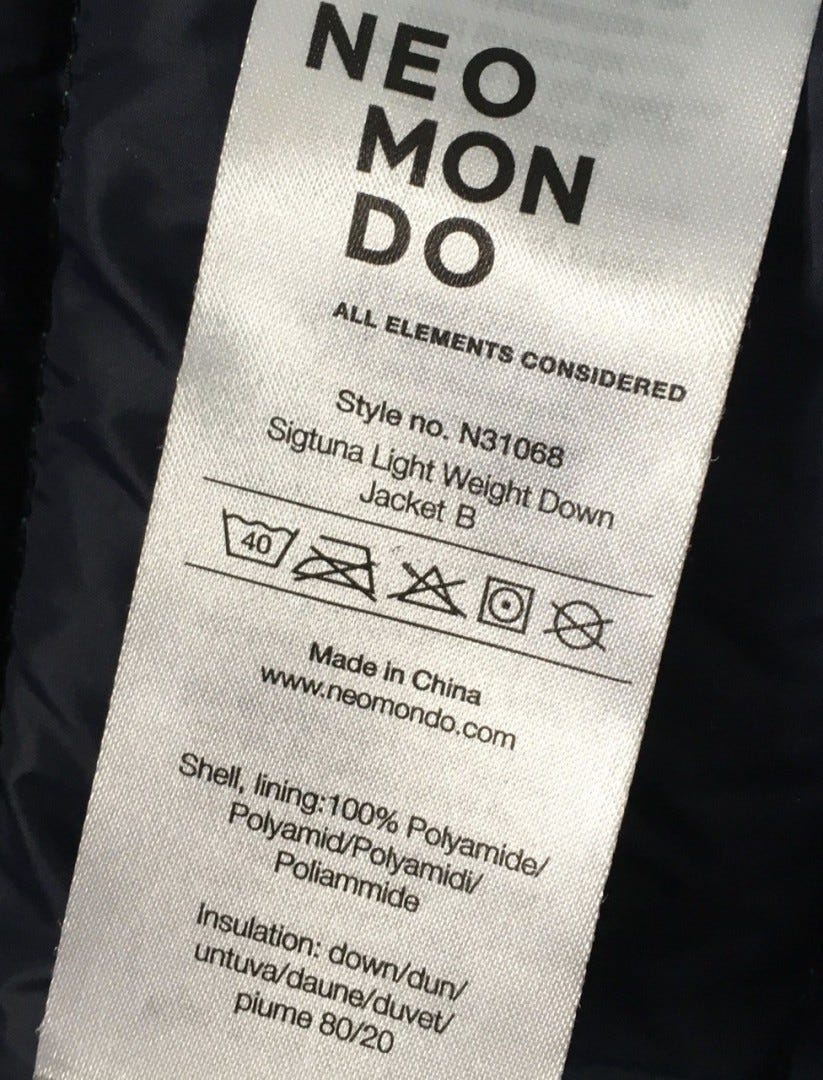 NEO
MON
DO
ALL ELEMENTS CONSIDERED
Style no. N31068
Sigtuna Light Weight Down
Jacket B
40
Made in China
www.neomondo.com
Shell, lining:100% Polyamide/
Polyamid/Polyamidi/
Poliammide
Insulation: down/dun/
untuva/daune/duvet/
piume 80/20